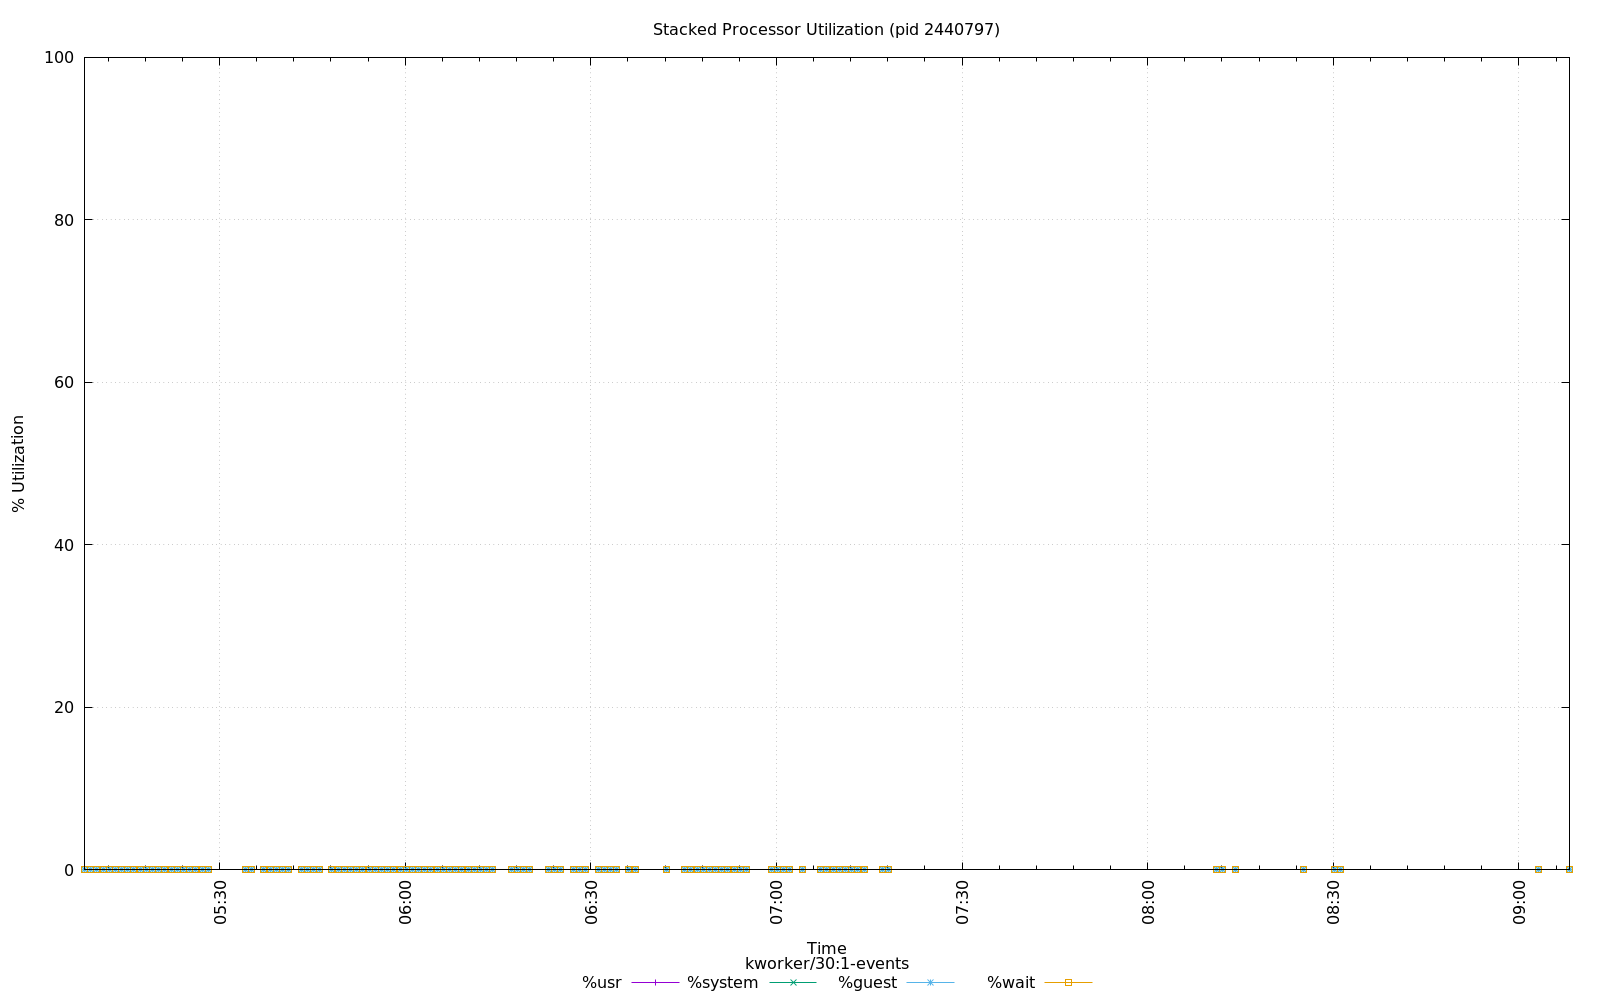 Stacked Processor Utilization (pid 2440797)
100
80
60
40
20
0
% Utilization
05:30
06:00
06:30
07:00
07:30
08:00
08:30
09:00
Time
kworker/30:1-events
%usr %system %guest %wait